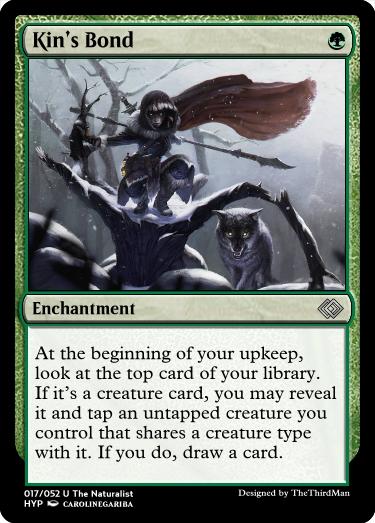 Kin's Bond
Enchantment
At the beginning of your upkeep,
look at the top card of your library.
If it's a creature card, you may reveal
it and tap an untapped creature you
control that shares a creature type
with it. If you do, draw a card.
017/052 U The Naturalist
Designed by TheThirdMan
HYP CAROLINEGARIBA